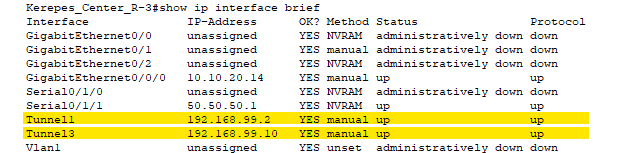 Kerepes_Center_R-3#show ip interface brief
Interface IP-Address OK? Method Status Protocol
GigabitEthernet0/0 unassigned YES NVRAM administratively down down
GigabitEthernet0/1 unassigned YES manual administratively down down
GigabitEthernet0/2 unassigned YES NVRAM administratively down down
GigabitEthernet0/0/0 10.10.20.14 YES manual up up
Serial0/1/0 unassigned YES NVRAM administratively down down
Serial0/1/1 50.50.50.1 YES NVRAM up up
Tunnel1 192.168.99.2 YES manual up up
Tunnel3 192.168.99.10 YES manual up up
Vlan1 unassigned YES unset administratively down down